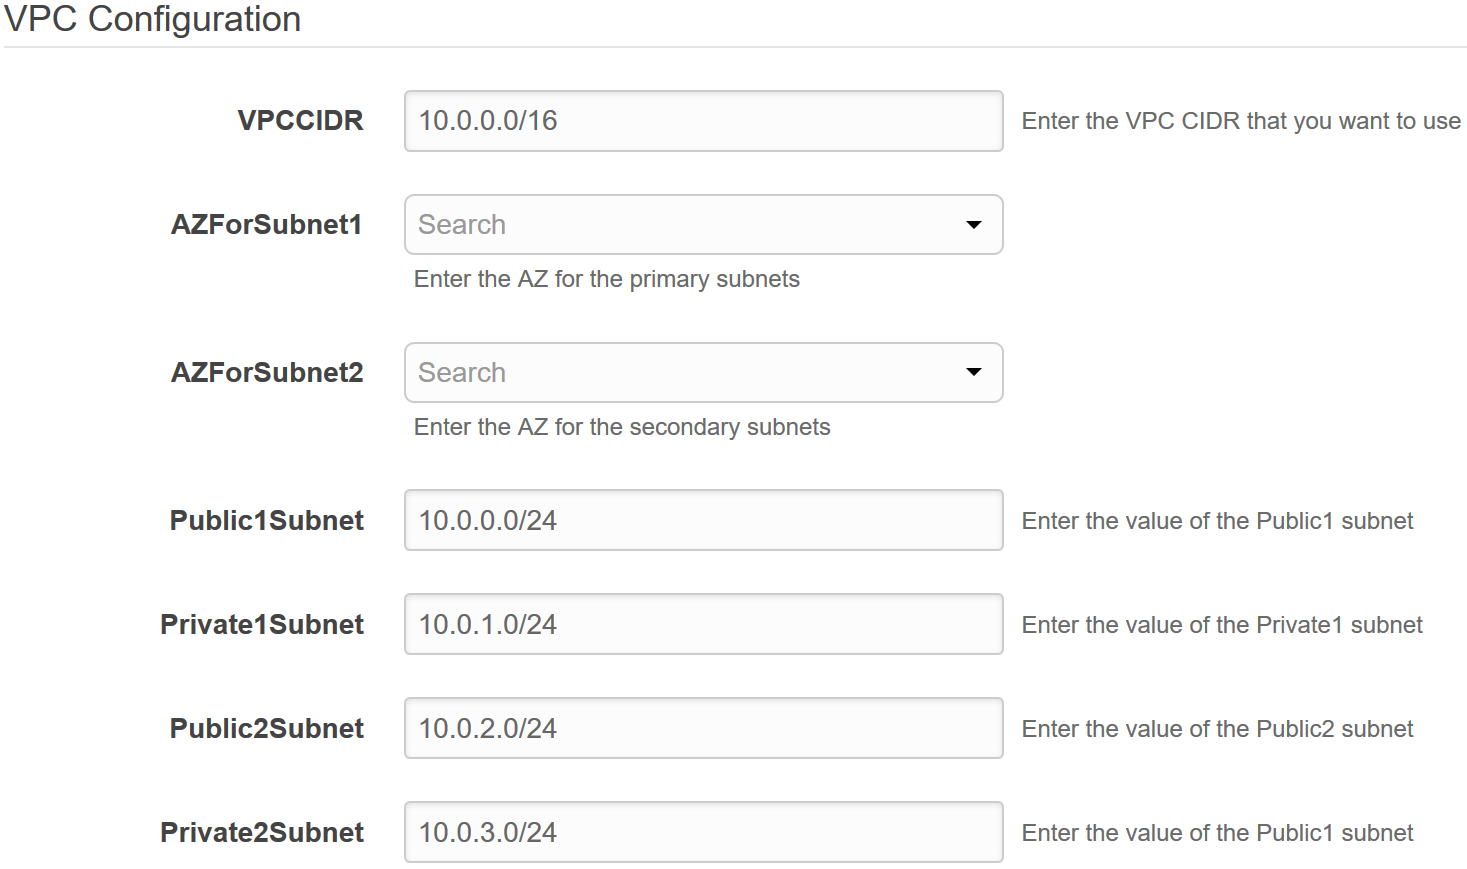 VPC Configuration
VPCCIDR 10.0.0.0/16 Enter the VPC CIDR that you want to use
AZForSubnet1 Search
Enter the AZ for the primary subnets
AZForSubnet2 Search
Enter the AZ for the secondary subnets
Public1Subnet 10.0.0.0/24 Enter the value of the Public1 subnet
Private1Subnet 10.0.1.0/24 Enter the value of the Private1 subnet
Public2Subnet 10.0.2.0/24 Enter the value of the Public2 subnet
Private2Subnet 10.0.3.0/24 Enter the value of the Public1 subnet